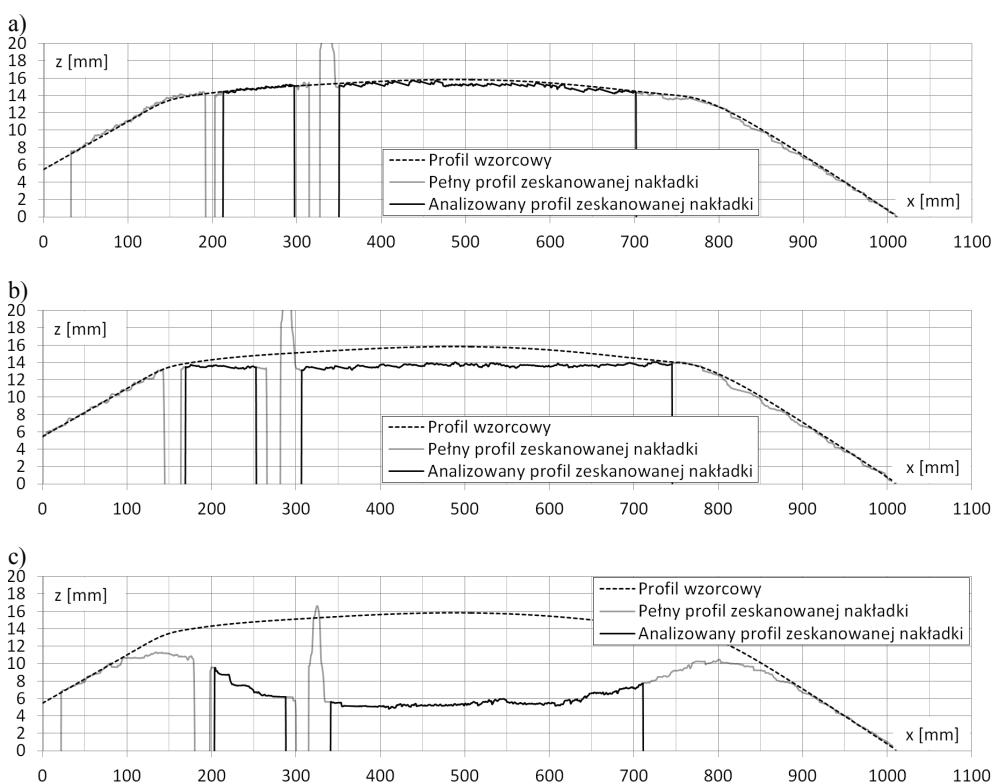 a)
20
z [mm]
18
16
14
12
10
8
6
4
2
0
Profil wzorcowy
Pełny profil zeskanowanej nakładki
Analizowany profil zeskanowanej nakładki
x [mm]
0 100 200 300 400 500 600 700 800 900 1000 1100
b)
20
z [mm]
18
16
14
12
10
8
6
4
2
0
Profil wzorcowy
Pełny profil zeskanowanej nakładki
Analizowany profil zeskanowanej nakładki
x [mm]
0 100 200 300 400 500 600 700 800 900 1000 1100
c)
20
z [mm]
18
16
14
12
10
8
6
4
2
0
Profil wzorcowy
Pełny profil zeskanowanej nakładki
Analizowany profil zeskanowanej nakładki
x [mm]
0 100 200 300 400 500 600 700 800 900 1000 1100